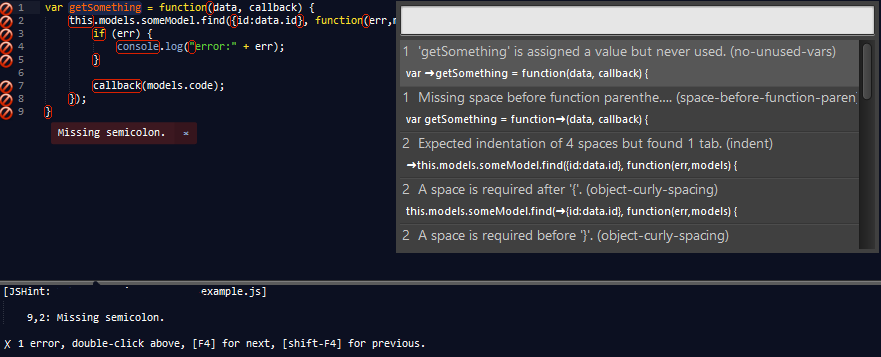 1 var getSomething = function(data, callback) {
2 this.models.someModel.find({id:data.id}, function(err,
3 if (err) {
4 console.log("error:" + err);
5 }
6
7 callback(models.code);
8 });
9 }
Missing semicolon. ×
1 'getSomething' is assigned a value but never used. (no-unused-vars)
var ➜getSomething = function(data, callback) {
1 Missing space before function parenthe.... (space-before-function-paren)
var getSomething = function➜(data, callback) {
2 Expected indentation of 4 spaces but found 1 tab. (indent)
➜this.models.someModel.find({id:data.id}, function(err,models) {
2 A space is required after '{'. (object-curly-spacing)
this.models.someModel.find(➜{id:data.id}, function(err,models) {
2 A space is required before '}'. (object-curly-spacing)
[JSHint: example.js]
9,2: Missing semicolon.
✗ 1 error, double-click above, [F4] for next, [shift-F4] for previous.